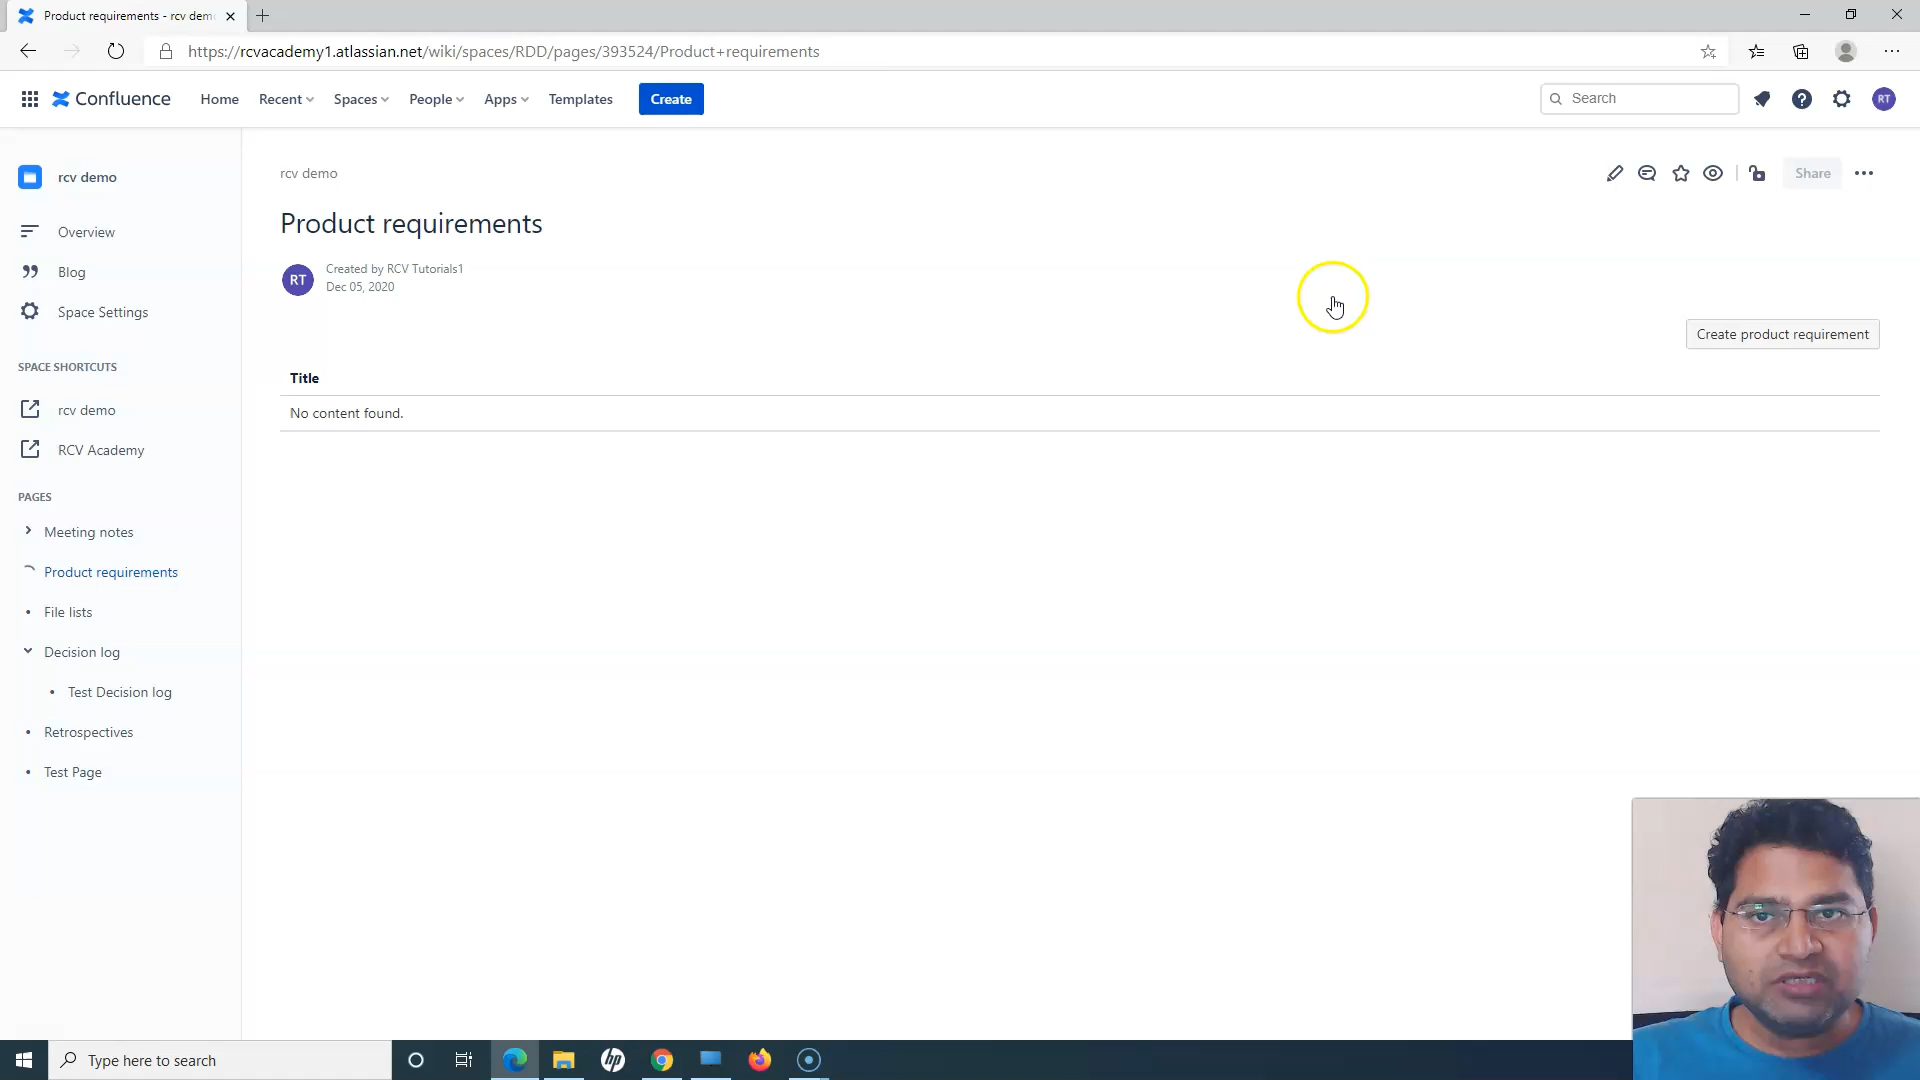 Product requirements - rcv dem
https://rcvacademy1.atlassian.net/wiki/spaces/RDD/pages/393524/Product+requirements
Confluence
Home
Recent
Spaces
People
Apps
Templates
Create
Search
RT
rcv demo
Overview
Blog
Space Settings
SPACE SHORTCUTS
rcv demo
RCV Academy
PAGES
Meeting notes
Product requirements
File lists
Decision log
Test Decision log
Retrospectives
Test Page
rcv demo
Share
Product requirements
RT
Created by RCV Tutorials1
Dec 05, 2020
Create product requirement
Title
No content found.
Type here to search
hp